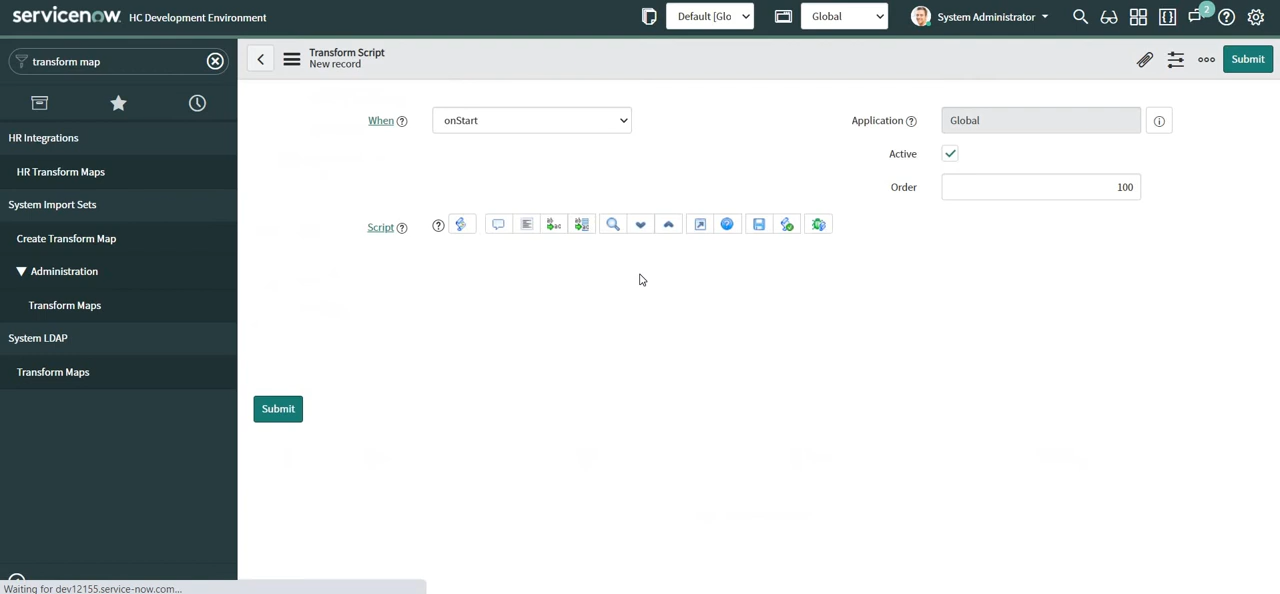 servicenow. HC Development Environment
Default [Glo
Global
System Administrator
2
transform map
Transform Script
New record
Submit
HR Integrations
HR Transform Maps
System Import Sets
Create Transform Map
Administration
Transform Maps
System LDAP
Transform Maps
When
onStart
Application
Global
Active
Order
100
Script
Submit
Waiting for dev12155.service-now.com...